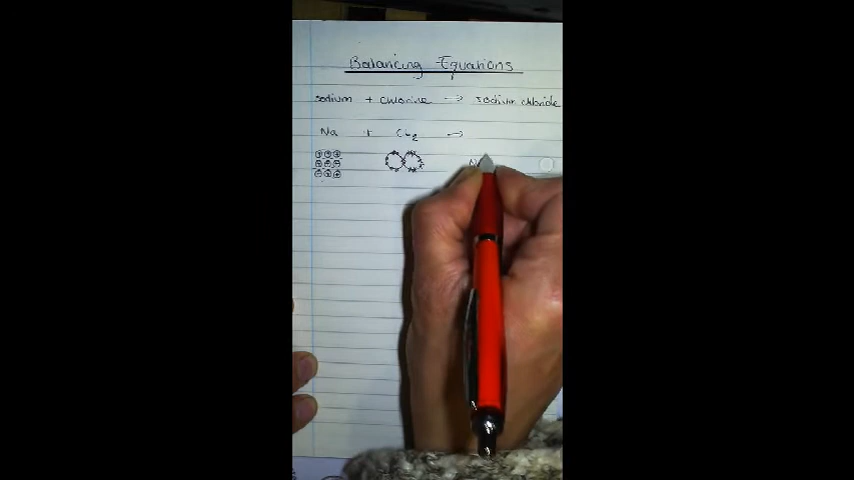 Balancing Equations
sodium + chlorine → sodium chloride
Na + Cl2 →
N